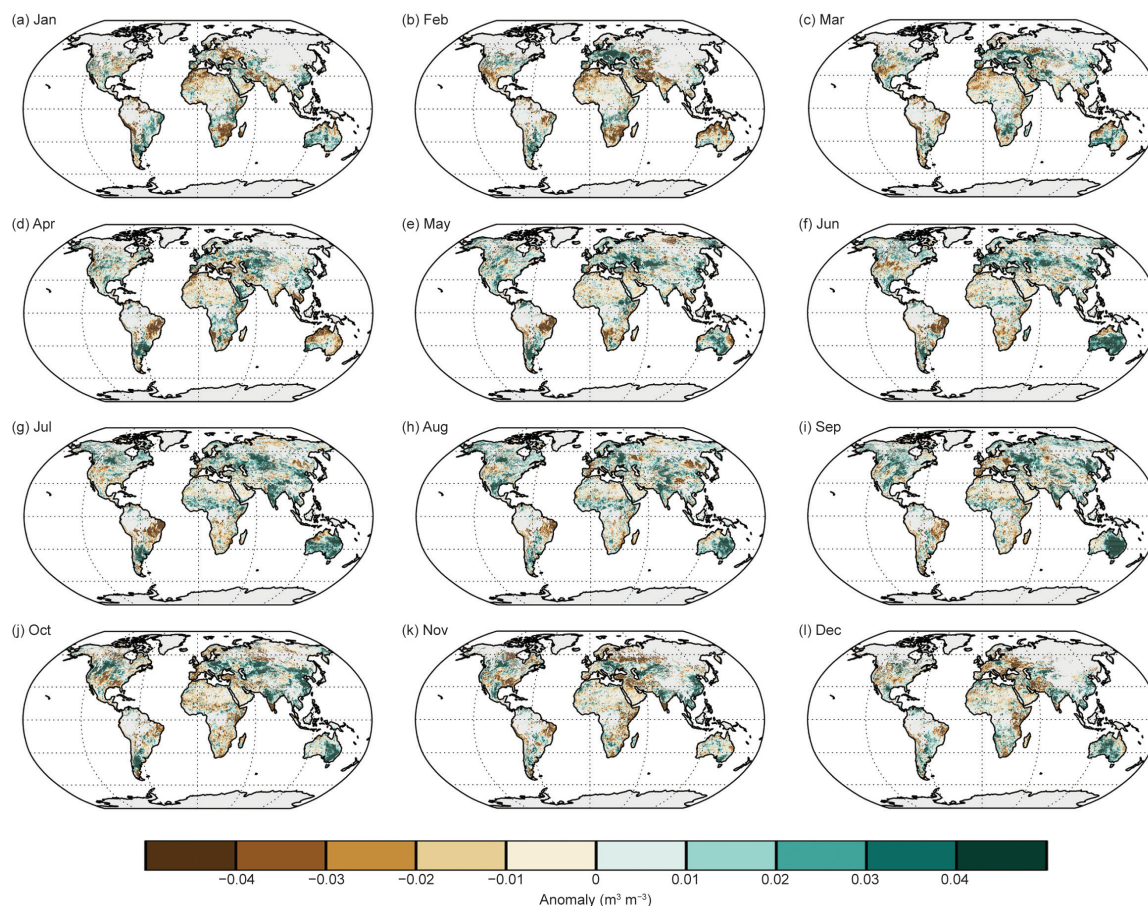 (a) Jan
(b) Feb
(c) Mar
(d) Apr
(e) May
(f) Jun
(g) Jul
(h) Aug
(i) Sep
(j) Oct
(k) Nov
(l) Dec
−0.04 −0.03 −0.02 −0.01 0 0.01 0.02 0.03 0.04
Anomaly (m³ m⁻³)